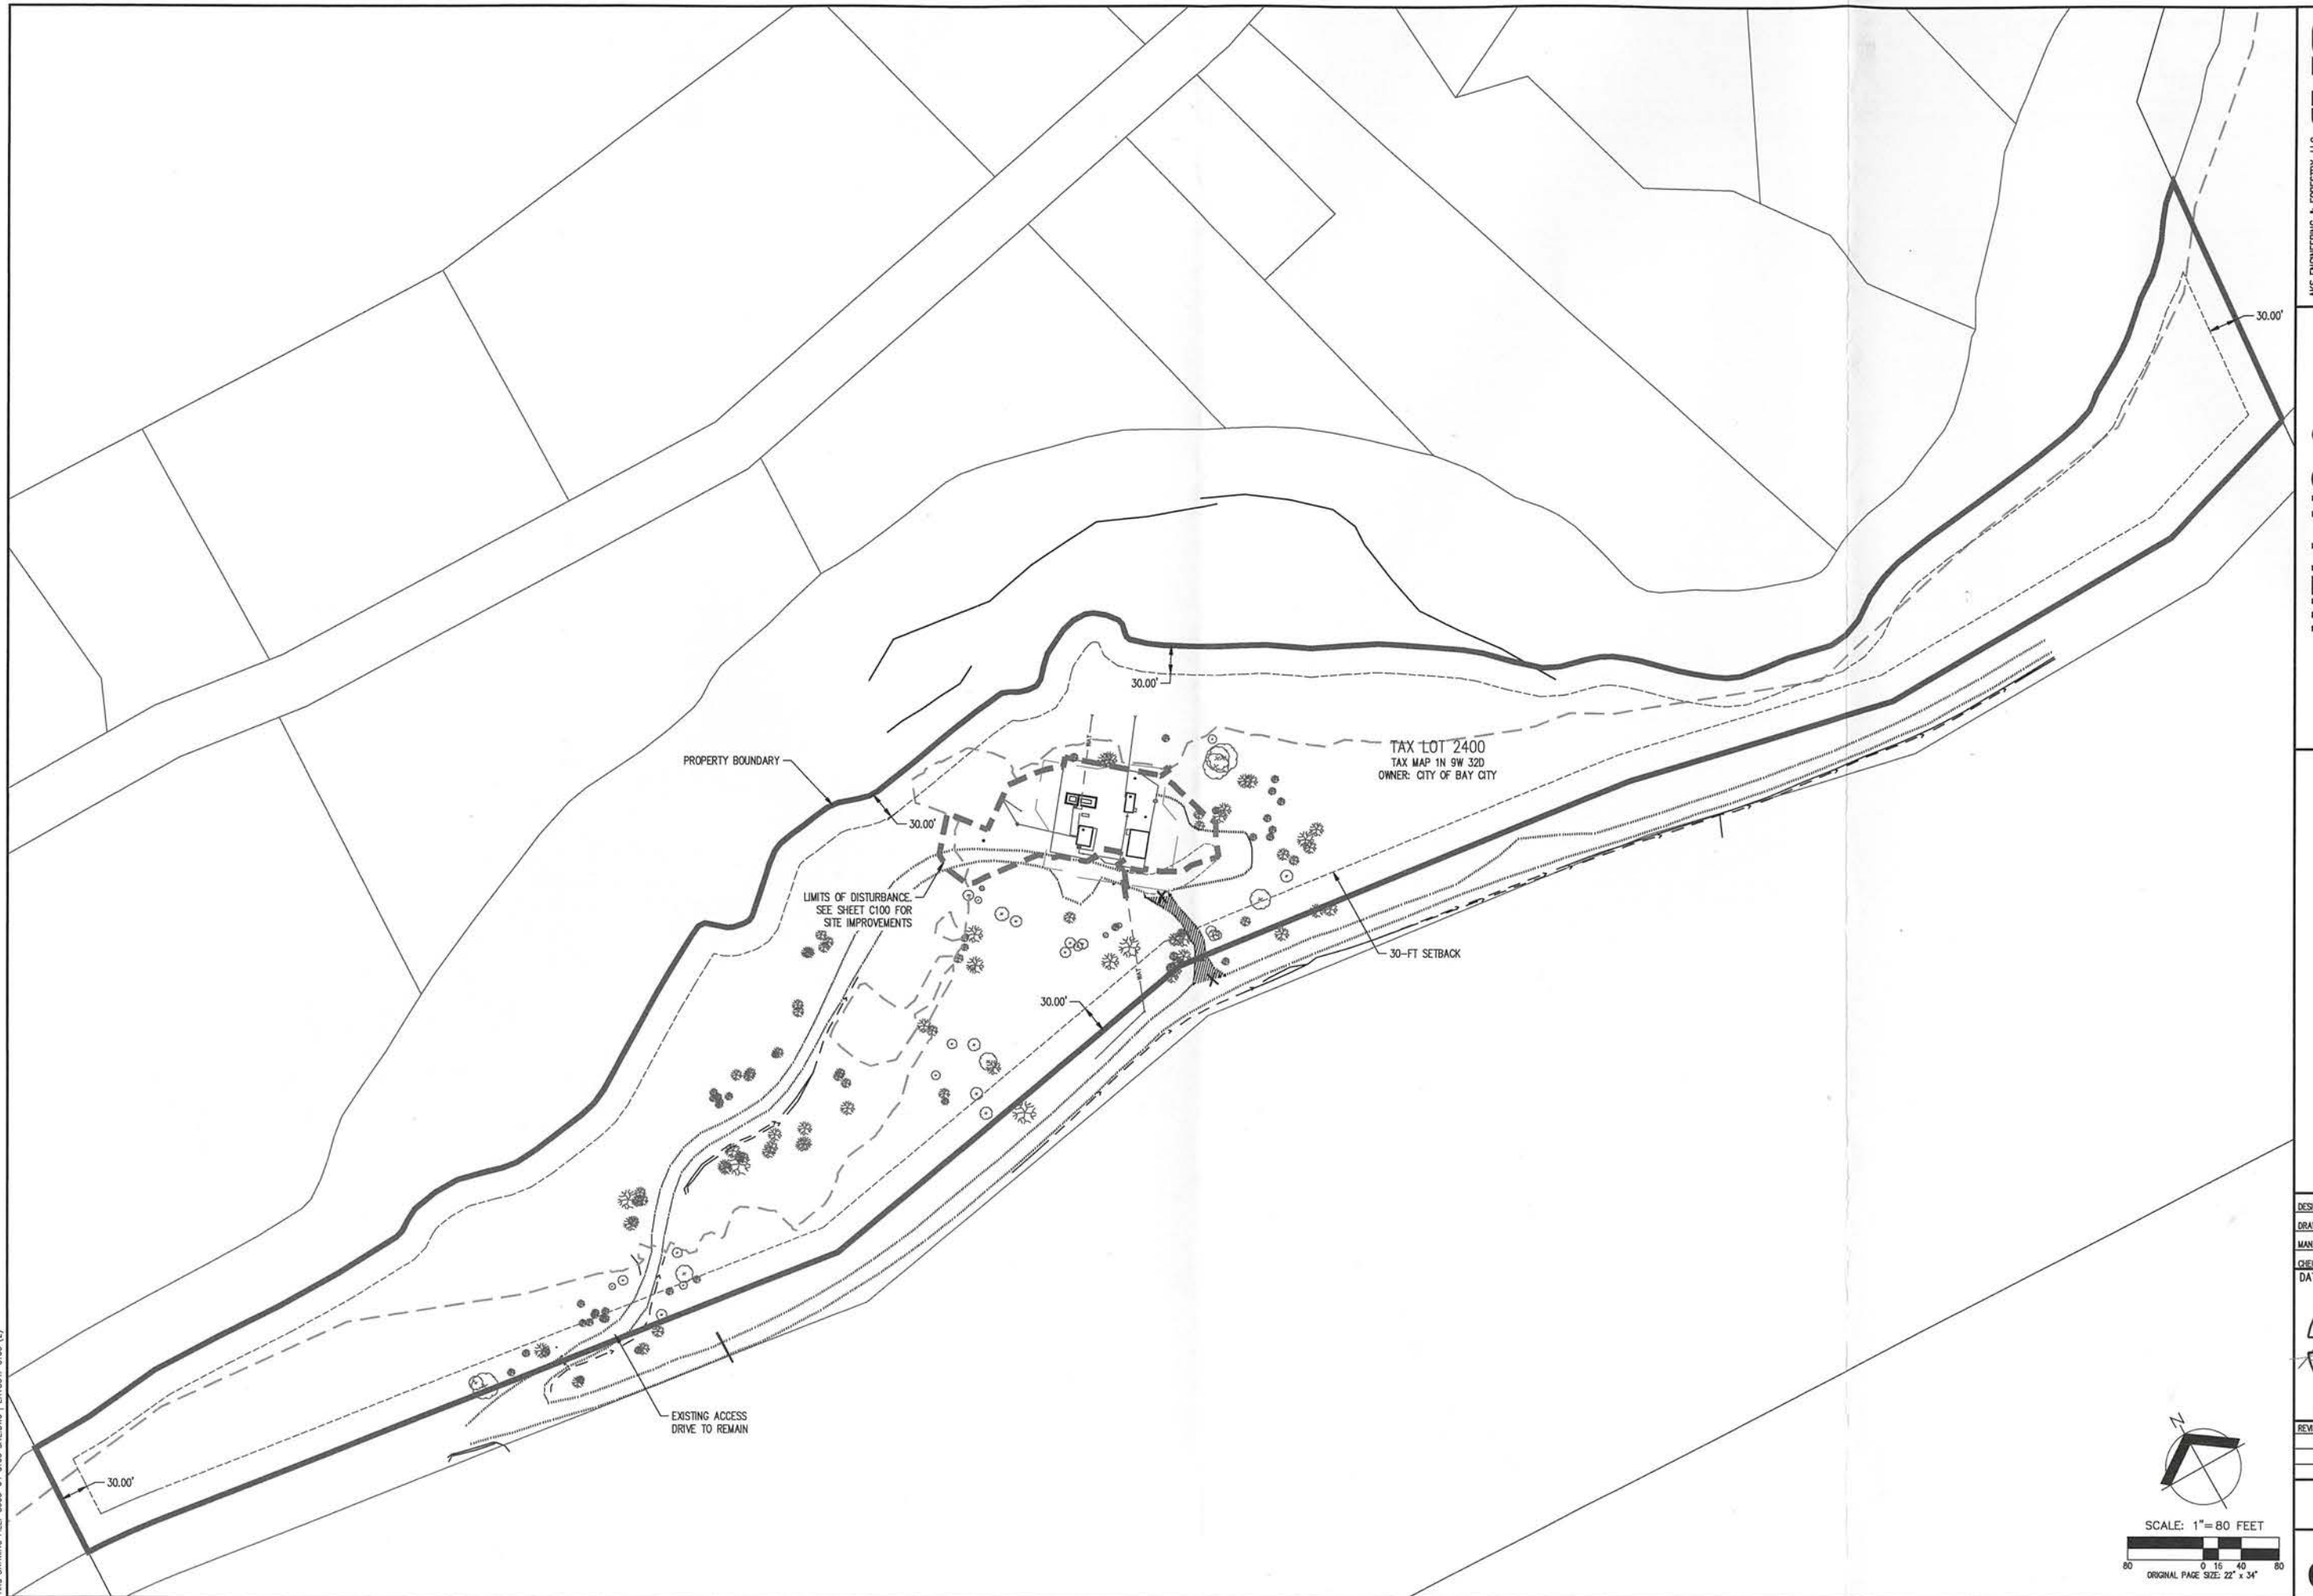 30.00'
30.00'
PROPERTY BOUNDARY
30.00'
TAX LOT 2400
TAX MAP 1N 9W 32D
OWNER: CITY OF BAY CITY
LIMITS OF DISTURBANCE.
SEE SHEET C100 FOR
SITE IMPROVEMENTS
30-FT SETBACK
30.00'
EXISTING ACCESS
DRIVE TO REMAIN
30.00'
N
SCALE: 1"=80 FEET
80 0 16 40 80
ORIGINAL PAGE SIZE: 22" x 34"